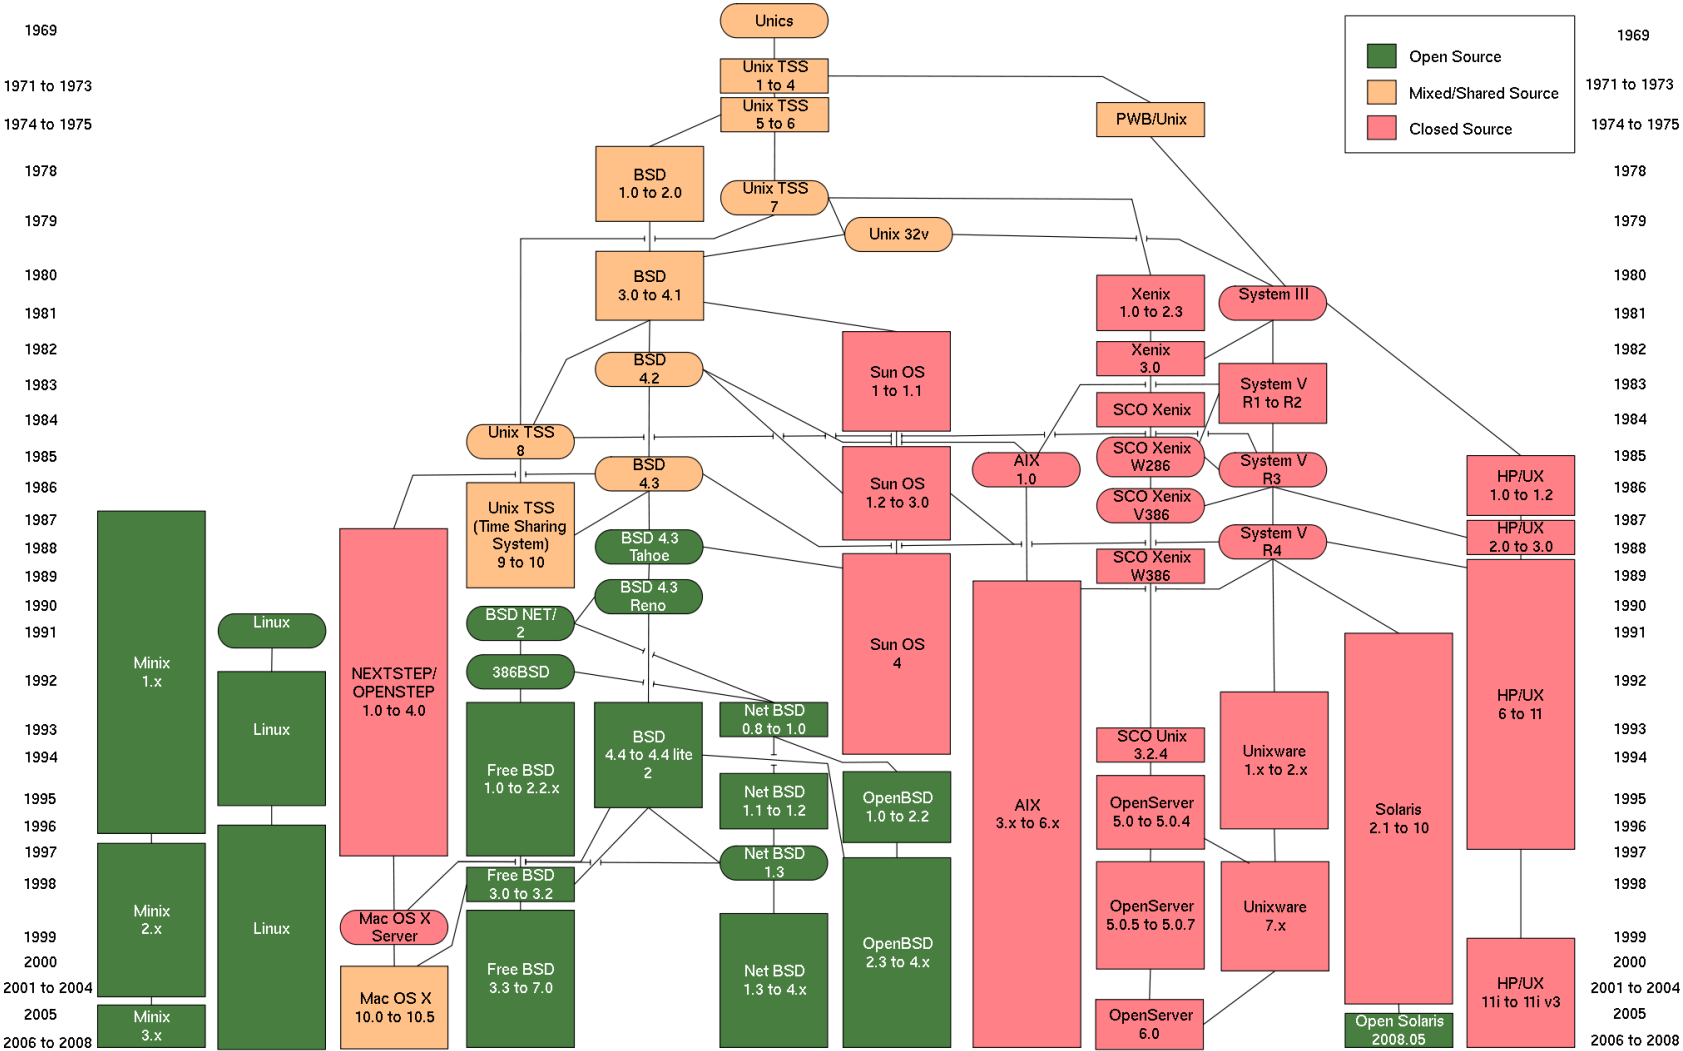 Unics
1969
1969
Open Source
Unix TSS
1 to 4
1971 to 1973
1971 to 1973
Mixed/Shared Source
Unix TSS
5 to 6
PWB/Unix
1974 to 1975
1974 to 1975
Closed Source
1978
1978
BSD
1.0 to 2.0
Unix TSS
7
1979
1979
Unix 32v
1980
1980
BSD
3.0 to 4.1
Xenix
1.0 to 2.3
System III
1981
1981
1982
1982
BSD
4.2
Sun OS
1 to 1.1
Xenix
3.0
1983
1983
System V
R1 to R2
SCO Xenix
1984
1984
Unix TSS
8
1985
1985
BSD
4.3
AIX
1.0
SCO Xenix
W286
System V
R3
HP/UX
1.0 to 1.2
1986
1986
Sun OS
1.2 to 3.0
Unix TSS
(Time Sharing
System)
9 to 10
SCO Xenix
V386
1987
1987
HP/UX
2.0 to 3.0
BSD 4.3
Tahoe
System V
R4
1988
1988
SCO Xenix
W386
1989
1989
BSD 4.3
Reno
1990
1990
BSD NET/
2
Linux
1991
1991
Sun OS
4
Minix
1.x
386BSD
NEXTSTEP/
OPENSTEP
1.0 to 4.0
1992
1992
HP/UX
6 to 11
Net BSD
0.8 to 1.0
Linux
1993
1993
BSD
4.4 to 4.4 lite
2
SCO Unix
3.2.4
Unixware
1.x to 2.x
1994
1994
Free BSD
1.0 to 2.2.x
Net BSD
1.1 to 1.2
OpenBSD
1.0 to 2.2
1995
1995
AIX
3.x to 6.x
OpenServer
5.0 to 5.0.4
Solaris
2.1 to 10
1996
1996
1997
1997
Net BSD
1.3
Free BSD
3.0 to 3.2
1998
1998
Minix
2.x
Mac OS X
Server
Linux
OpenServer
5.0.5 to 5.0.7
Unixware
7.x
1999
1999
OpenBSD
2.3 to 4.x
2000
2000
Free BSD
3.3 to 7.0
Net BSD
1.3 to 4.x
2001 to 2004
2001 to 2004
Mac OS X
10.0 to 10.5
HP/UX
11i to 11i v3
2005
2005
Minix
3.x
OpenServer
6.0
Open Solaris
2008.05
2006 to 2008
2006 to 2008